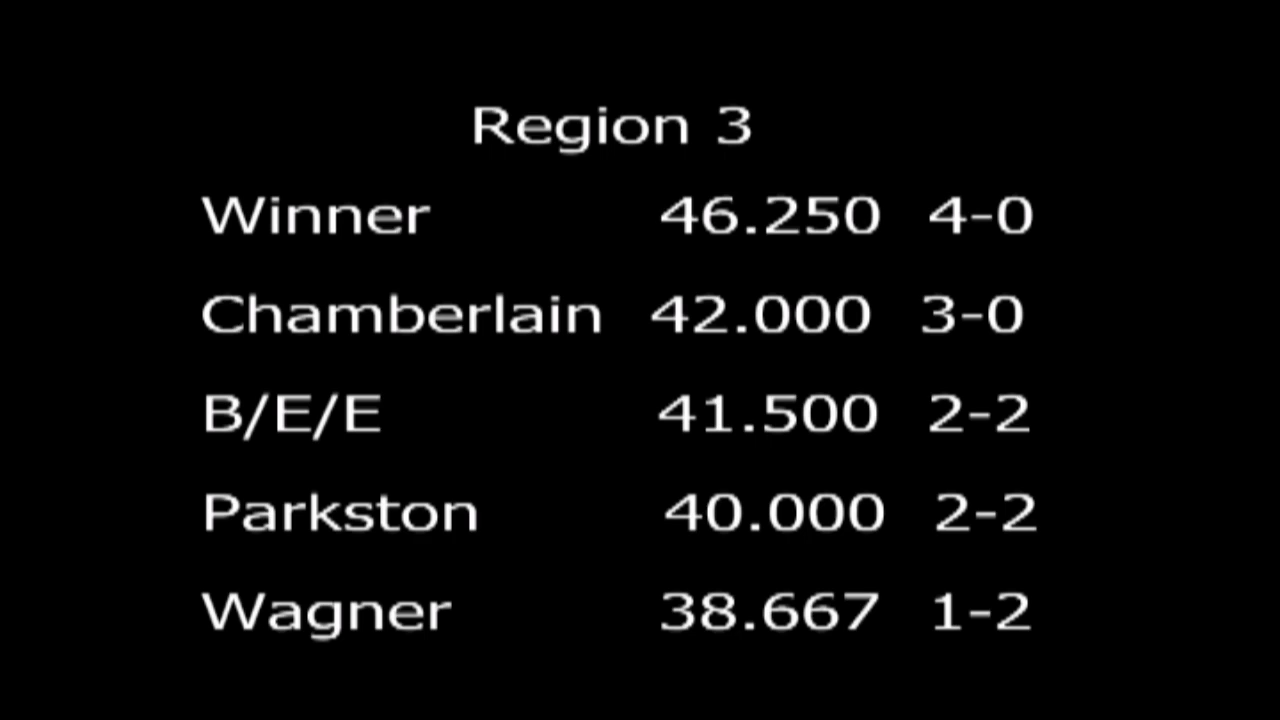 Region 3
Winner 46.250 4-0
Chamberlain 42.000 3-0
B/E/E 41.500 2-2
Parkston 40.000 2-2
Wagner 38.667 1-2